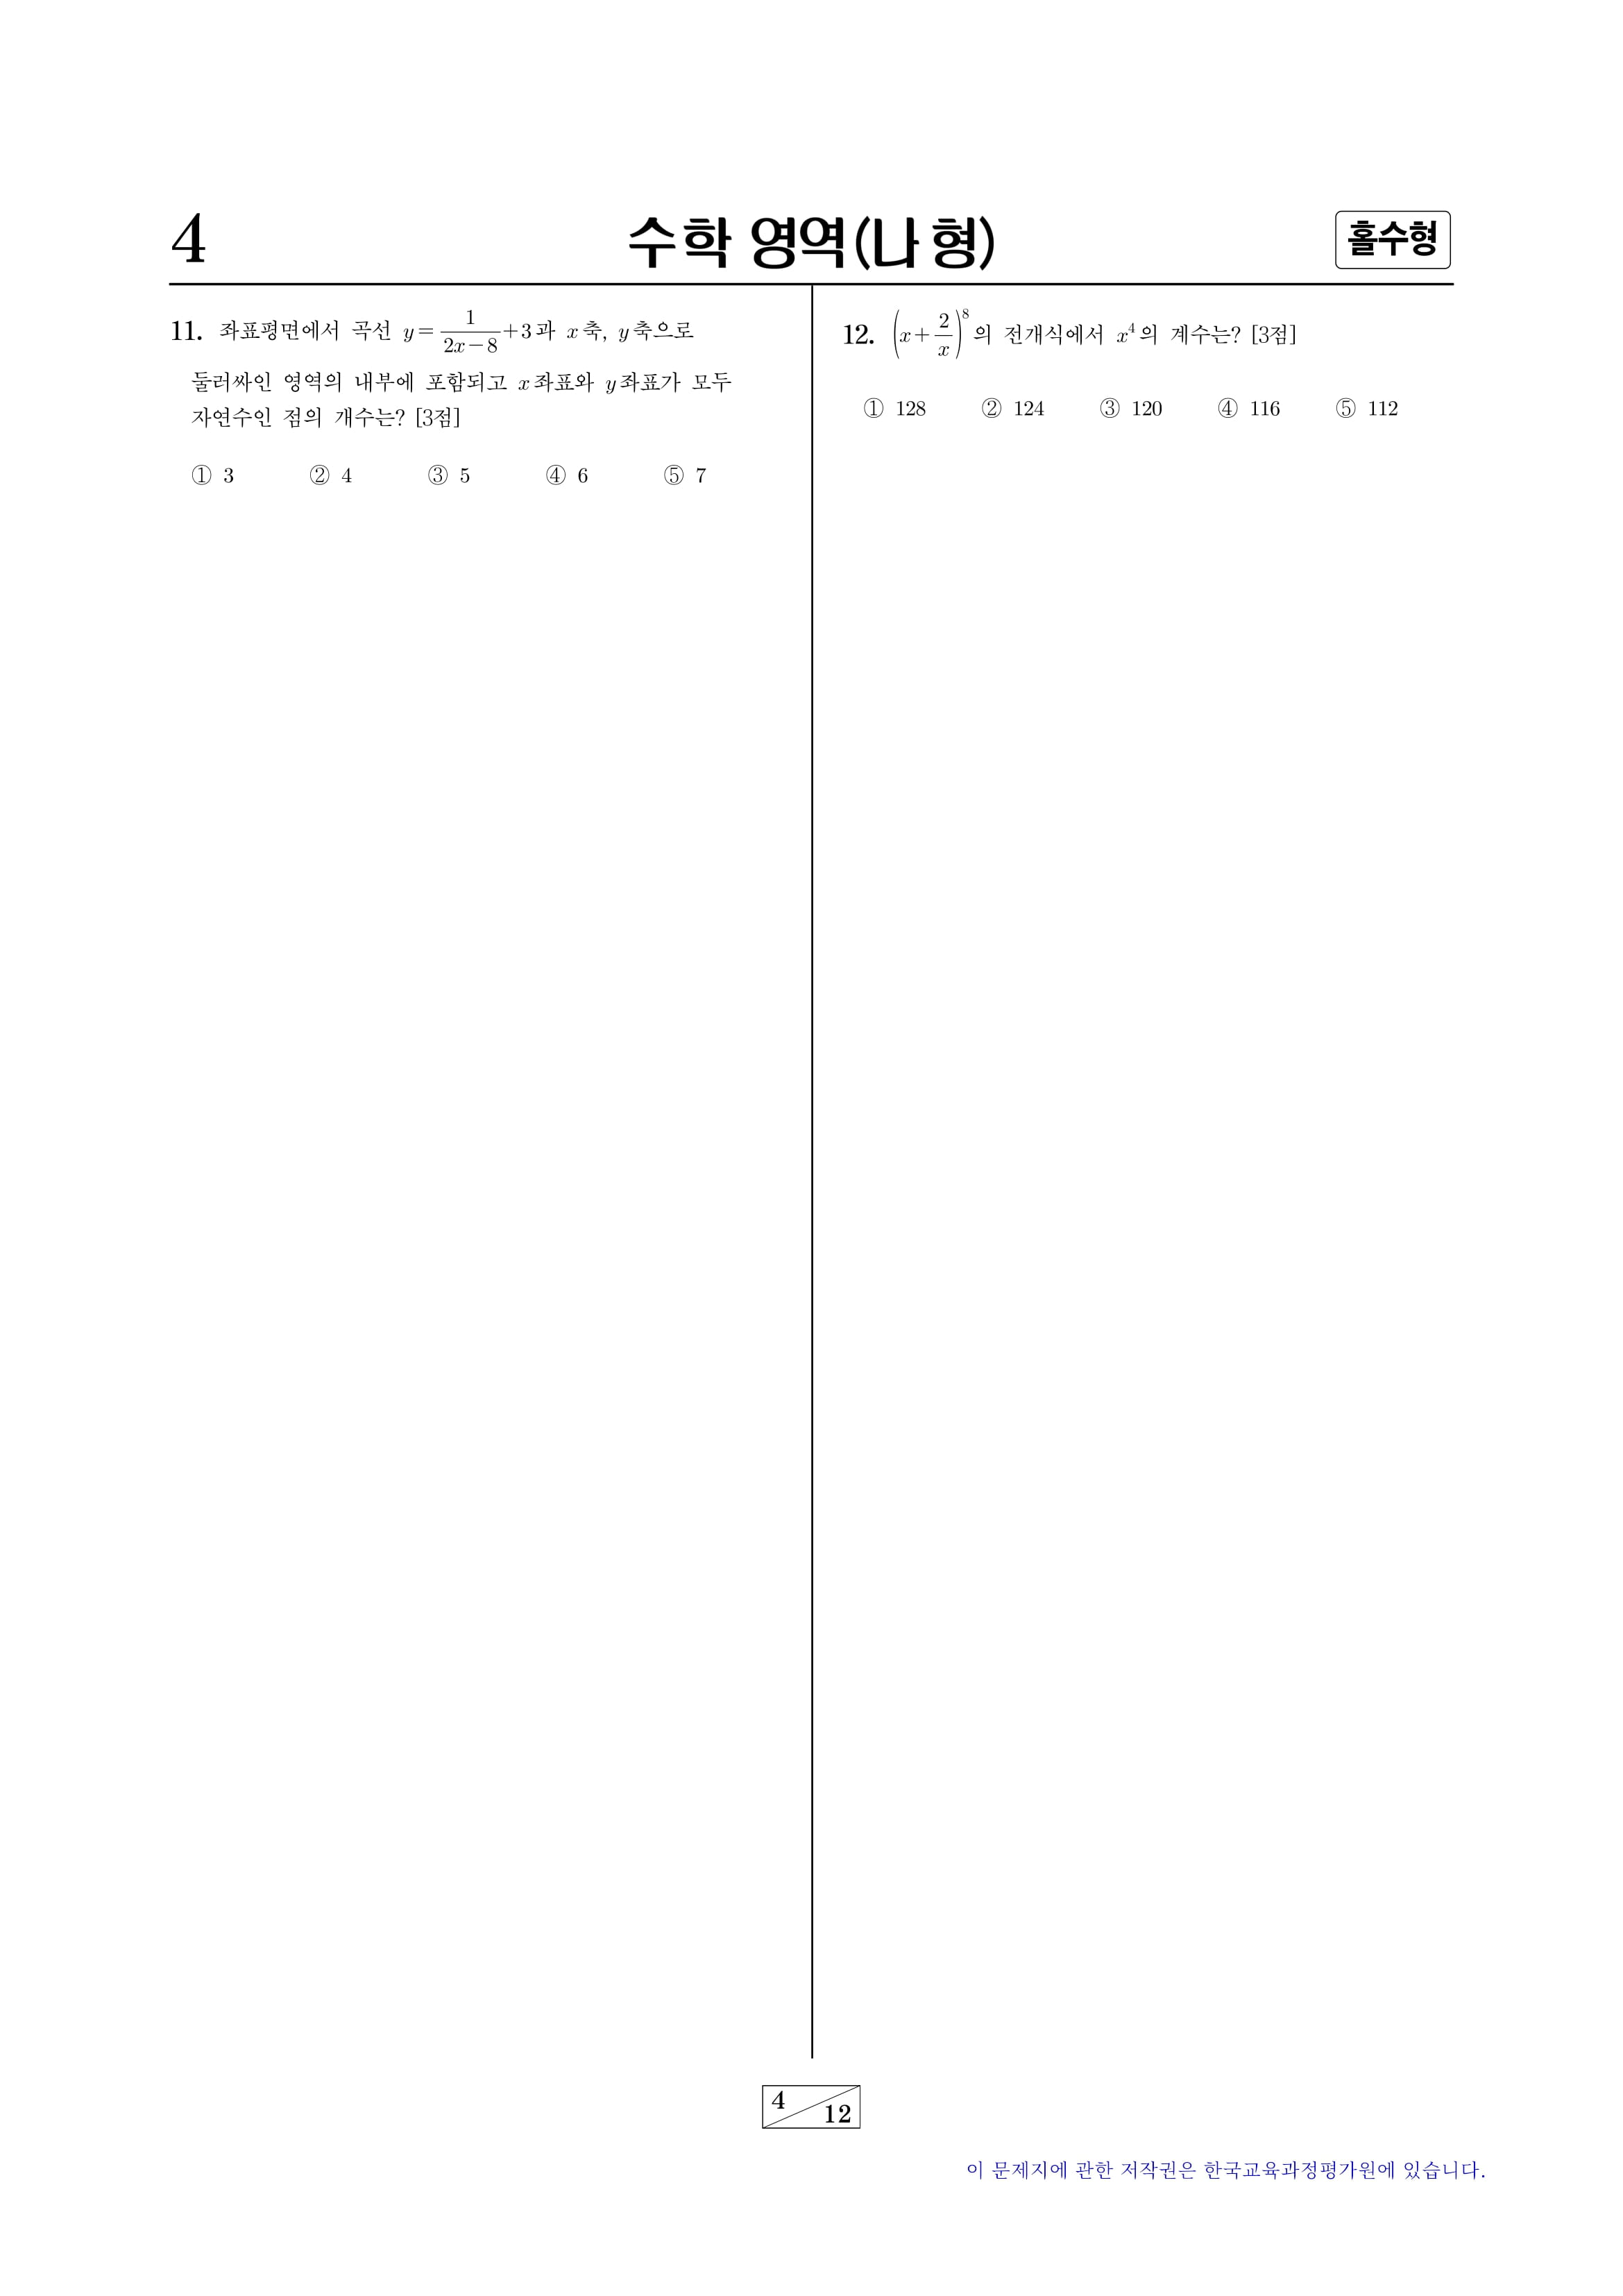 4
수학 영역(나 형)
홀수형
11. 좌표평면에서 곡선 y=\frac{1}{2x-8}+3과 x축, y축으로
둘러싸인 영역의 내부에 포함되고 x좌표와 y좌표가 모두
자연수인 점의 개수는? [3점]
① 3 ② 4 ③ 5 ④ 6 ⑤ 7
12. \left(x+\frac{2}{x}\right)^8의 전개식에서 x^4의 계수는? [3점]
① 128 ② 124 ③ 120 ④ 116 ⑤ 112
4 / 12
이 문제지에 관한 저작권은 한국교육과정평가원에 있습니다.